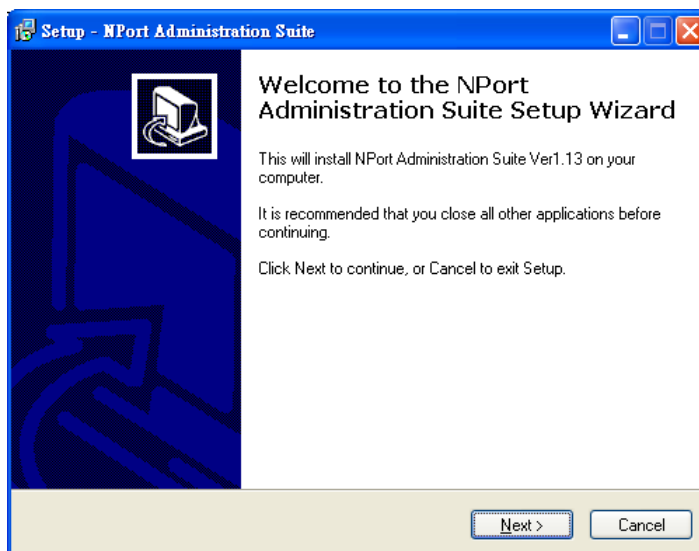 Setup - NPort Administration Suite
Welcome to the NPort
Administration Suite Setup Wizard
This will install NPort Administration Suite Ver1.13 on your
computer.
It is recommended that you close all other applications before
continuing.
Click Next to continue, or Cancel to exit Setup.
Next >
Cancel